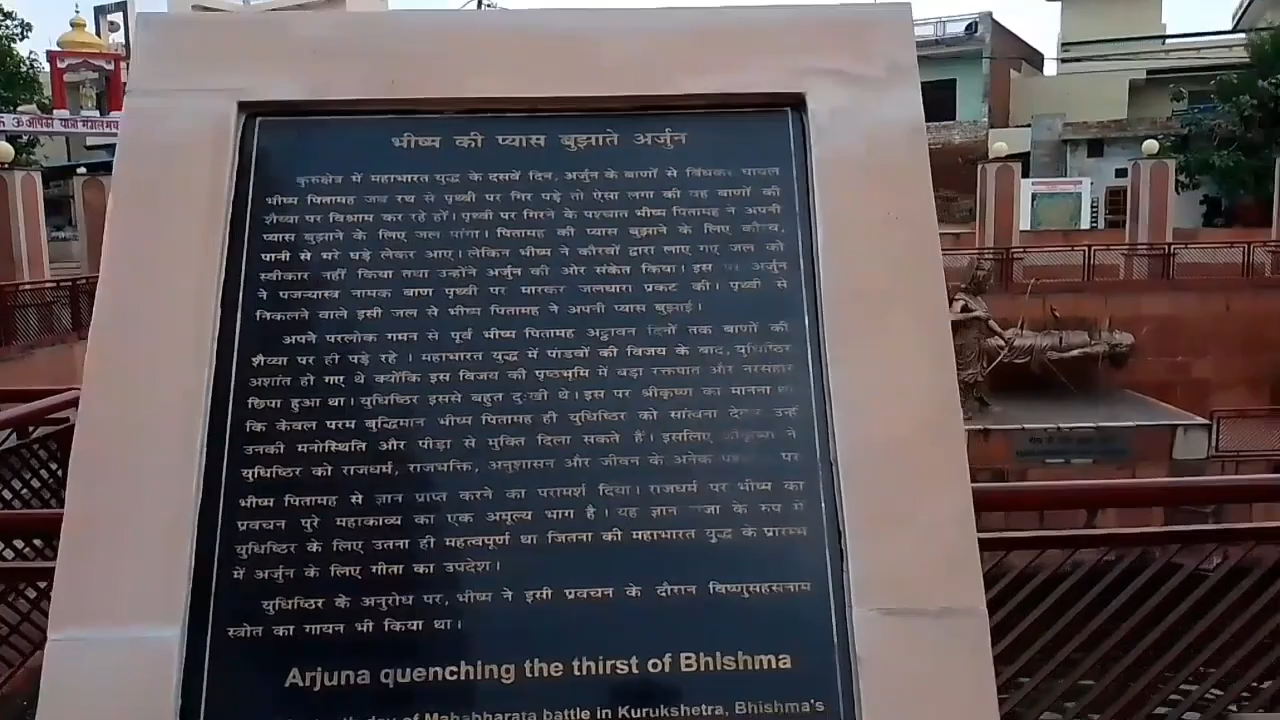 ॐ आपकी यात्रा मंगलमय
भीष्म की प्यास बुझाते अर्जुन
कुरुक्षेत्र में महाभारत युद्ध के दसवें दिन, अर्जुन के बाणों से बिंधकर घायल
भीष्म पितामह जब रथ से पृथ्वी पर गिर पड़े तो ऐसा लगा की वह बाणों की
शैय्या पर विश्राम कर रहे हों। पृथ्वी पर गिरने के पश्चात भीष्म पितामह ने अपनी
प्यास बुझाने के लिए जल मांगा। पितामह की प्यास बुझाने के लिए कौरव,
पानी से भरे घड़े लेकर आए। लेकिन भीष्म ने कौरवों द्वारा लाए गए जल को
स्वीकार नहीं किया तथा उन्होंने अर्जुन की ओर संकेत किया। इस पर अर्जुन
ने पजन्यास्त्र नामक बाण पृथ्वी पर मारकर जलधारा प्रकट की। पृथ्वी से
निकलने वाले इसी जल से भीष्म पितामह ने अपनी प्यास बुझाई।
अपने परलोक गमन से पूर्व भीष्म पितामह अट्ठावन दिनों तक बाणों की
शैय्या पर ही पड़े रहे । महाभारत युद्ध में पांडवों की विजय के बाद, युधिष्ठिर
अशांत हो गए थे क्योंकि इस विजय की पृष्ठभूमि में बड़ा रक्तपात और नरसंहार
छिपा हुआ था। युधिष्ठिर इससे बहुत दुःखी थे। इस पर श्रीकृष्ण का मानना था
कि केवल परम बुद्धिमान भीष्म पितामह ही युधिष्ठिर को सांत्वना देकर उन्हें
उनकी मनोस्थिति और पीड़ा से मुक्ति दिला सकते हैं। इसलिए श्रीकृष्ण ने
युधिष्ठिर को राजधर्म, राजभक्ति, अनुशासन और जीवन के अनेक पर
भीष्म पितामह से ज्ञान प्राप्त करने का परामर्श दिया। राजधर्म पर भीष्म का
प्रवचन पुरे महाकाव्य का एक अमूल्य भाग है। यह ज्ञान राजा के रूप में
युधिष्ठिर के लिए उतना ही महत्वपूर्ण था जितना की महाभारत युद्ध के प्रारम्भ
में अर्जुन के लिए गीता का उपदेश।
युधिष्ठिर के अनुरोध पर, भीष्म ने इसी प्रवचन के दौरान विष्णुसहसनाम
स्त्रोत का गायन भी किया था।
Arjuna quenching the thirst of BhIshma
day of Mahabharata battle in Kurukshetra, Bhishma's